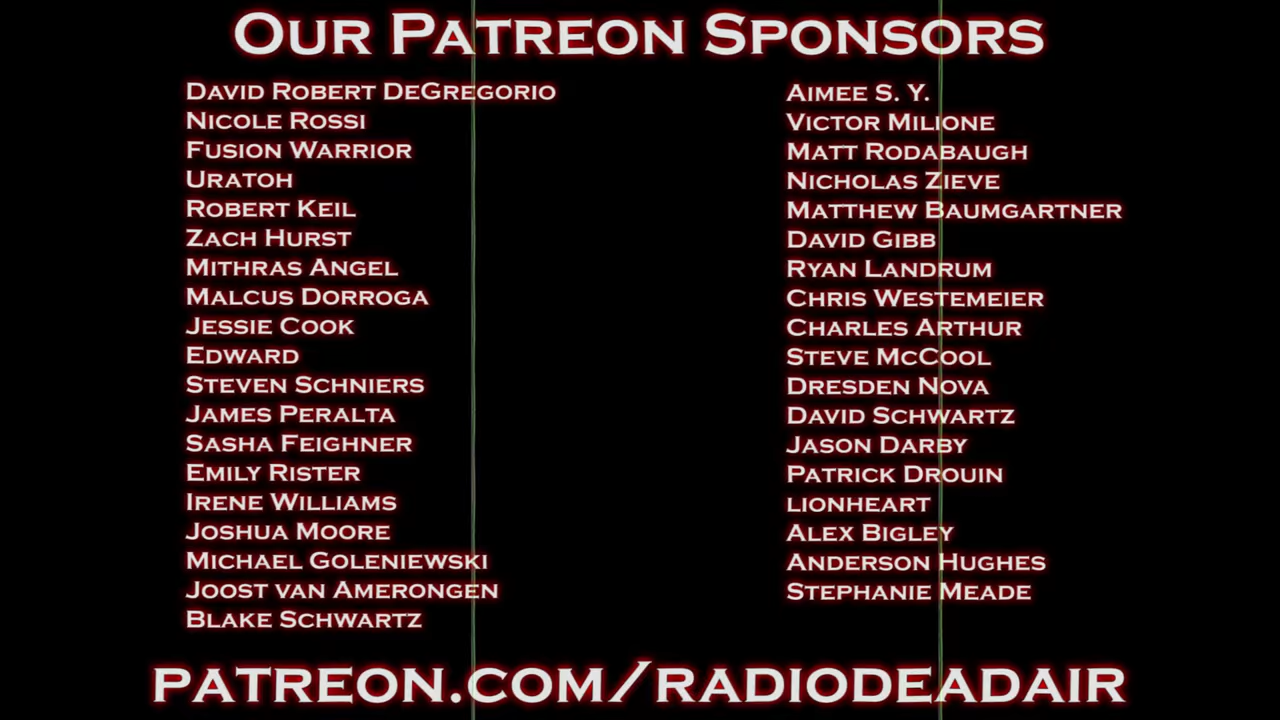 Our Patreon Sponsors
David Robert DeGregorio
Nicole Rossi
Fusion Warrior
Uratoh
Robert Keil
Zach Hurst
Mithras Angel
Malcus Dorroga
Jessie Cook
Edward
Steven Schniers
James Peralta
Sasha Feighner
Emily Rister
Irene Williams
Joshua Moore
Michael Goleniewski
Joost van Amerongen
Blake Schwartz
Aimee S. Y.
Victor Milione
Matt Rodabaugh
Nicholas Zieve
Matthew Baumgartner
David Gibb
Ryan Landrum
Chris Westemeier
Charles Arthur
Steve McCool
Dresden Nova
David Schwartz
Jason Darby
Patrick Drouin
lionheart
Alex Bigley
Anderson Hughes
Stephanie Meade
patreon.com/radiodeadair